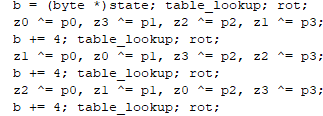 b = (byte *)state; table_lookup; rot;
z0 ^= p0, z3 ^= p1, z2 ^= p2, z1 ^= p3;
b += 4; table_lookup; rot;
z1 ^= p0, z0 ^= p1, z3 ^= p2, z2 ^= p3;
b += 4; table_lookup; rot;
z2 ^= p0, z1 ^= p1, z0 ^= p2, z3 ^= p3;
b += 4; table_lookup; rot;